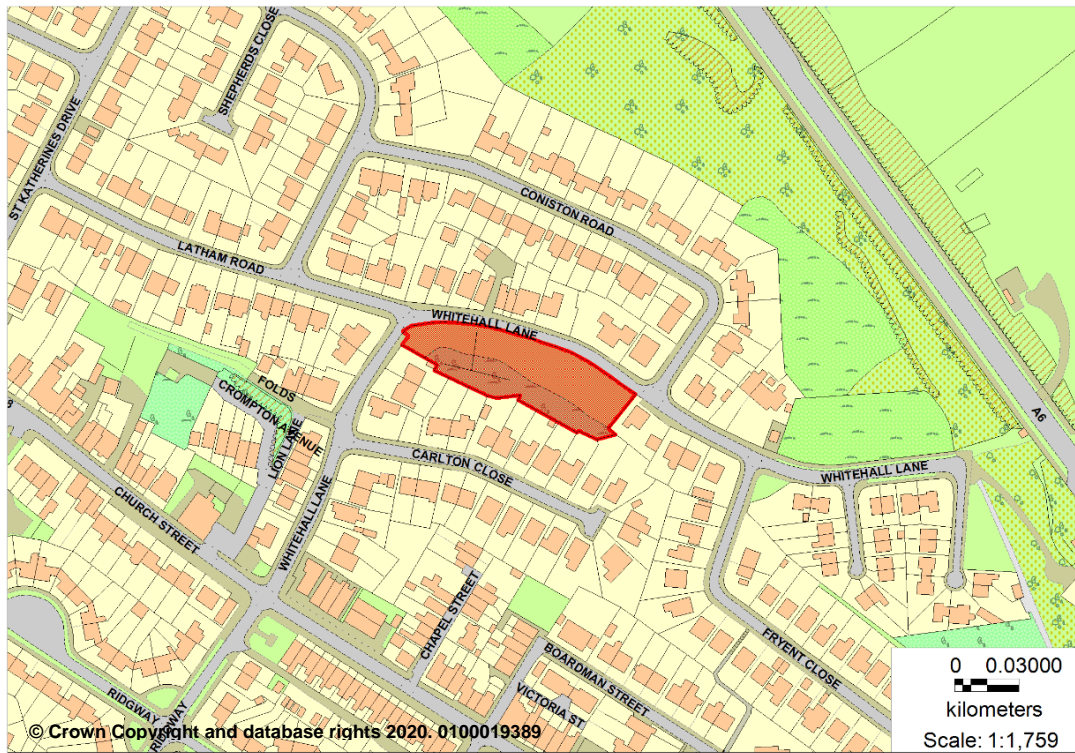 SHEPHERDS CLOSE
ST KATHERINES DRIVE
CONISTON ROAD
LATHAM ROAD
WHITEHALL LANE
FOLDS
CROMPTON AVENUE
LION LANE
A6
CARLTON CLOSE
WHITEHALL LANE
CHURCH STREET
WHITEHALL LANE
CHAPEL STREET
FRYENT CLOSE
BOARDMAN STREET
VICTORIA ST
RIDGWAY
RIDGWAY
© Crown Copyright and database rights 2020. 0100019389
0 0.03000
kilometers
Scale: 1:1,759